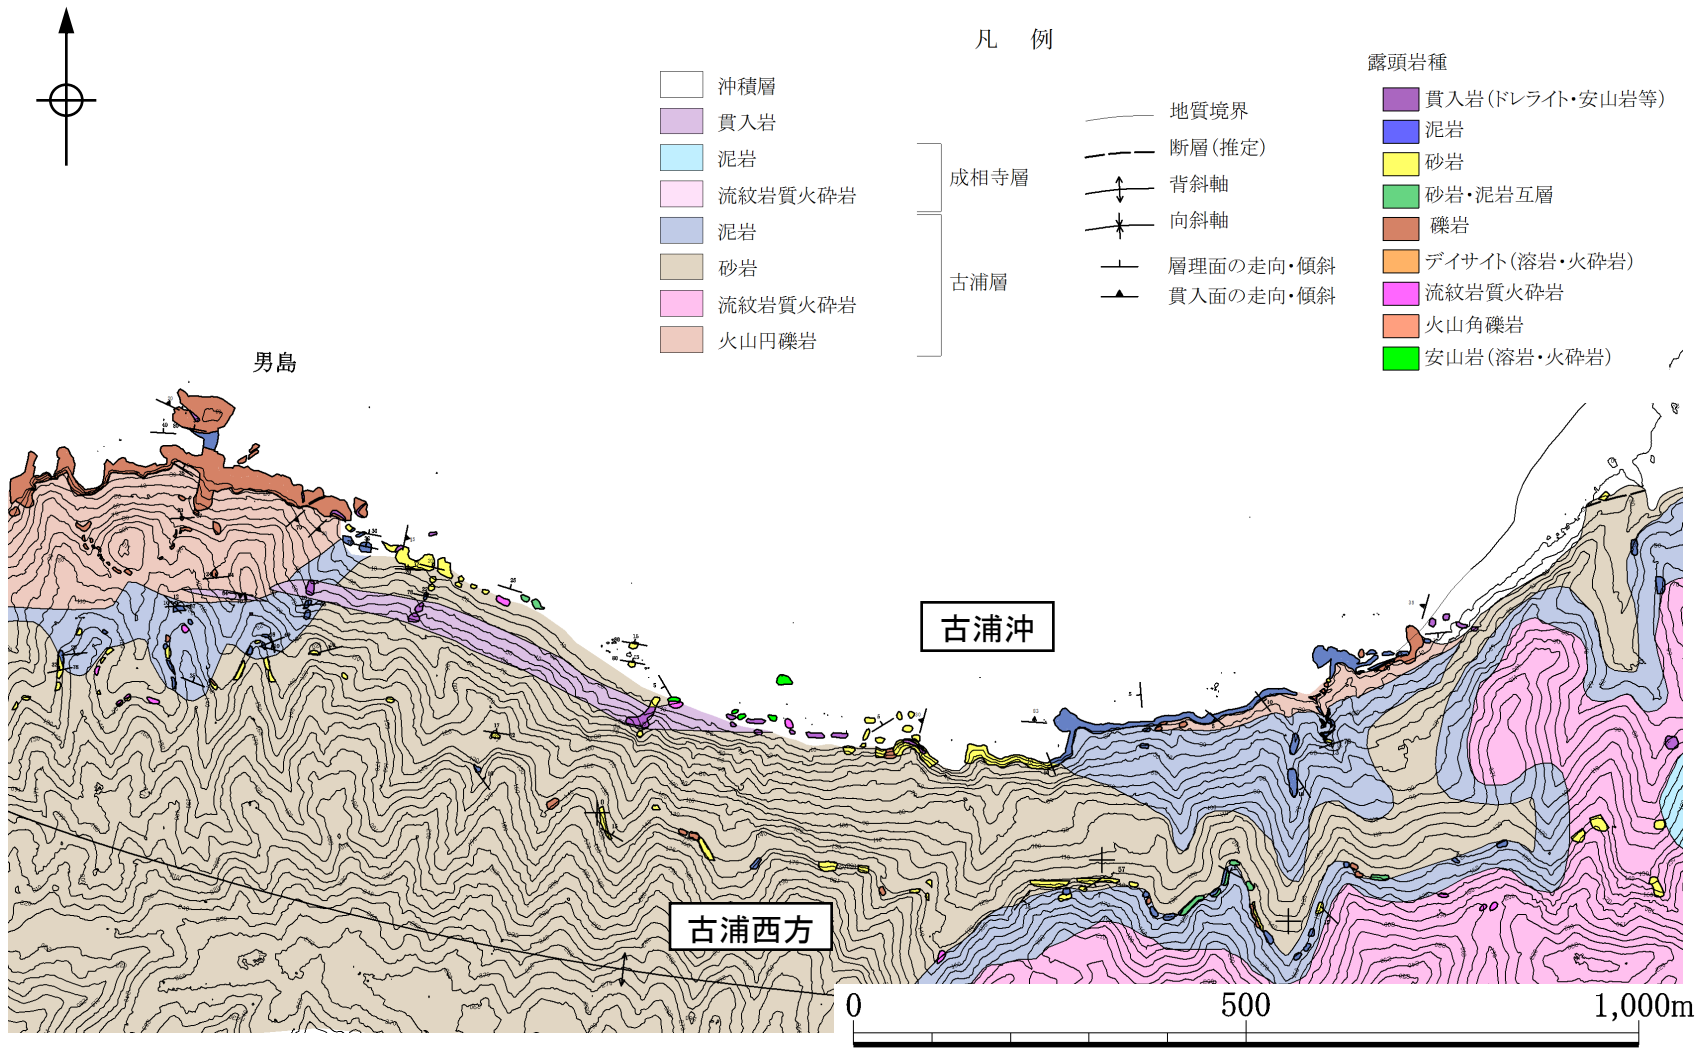 凡 例
沖積層
貫入岩
泥岩
流紋岩質火砕岩
泥岩
砂岩
流紋岩質火砕岩
火山円礫岩
成相寺層
古浦層
地質境界
断層(推定)
背斜軸
向斜軸
層理面の走向・傾斜
貫入面の走向・傾斜
露頭岩種
貫入岩(ドレライト・安山岩等)
泥岩
砂岩
砂岩・泥岩互層
礫岩
デイサイト(溶岩・火砕岩)
流紋岩質火砕岩
火山角礫岩
安山岩(溶岩・火砕岩)
男島
古浦沖
古浦西方
0 500 1,000m